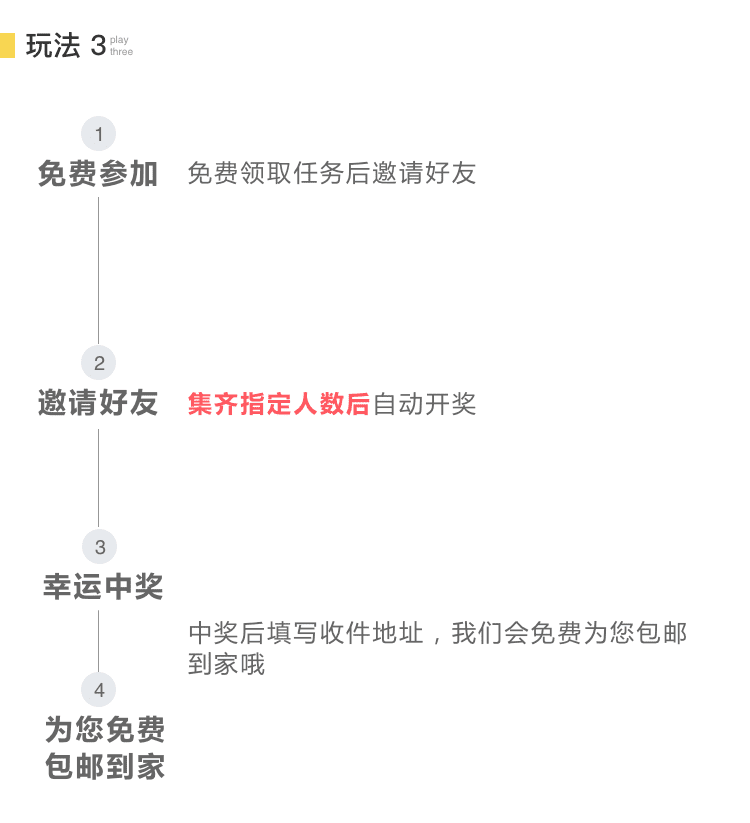 玩法 3 play
three
1
免费参加 免费领取任务后邀请好友
2
邀请好友 集齐指定人数后自动开奖
3
幸运中奖
中奖后填写收件地址，我们会免费为您包邮
到家哦
4
为您免费
包邮到家